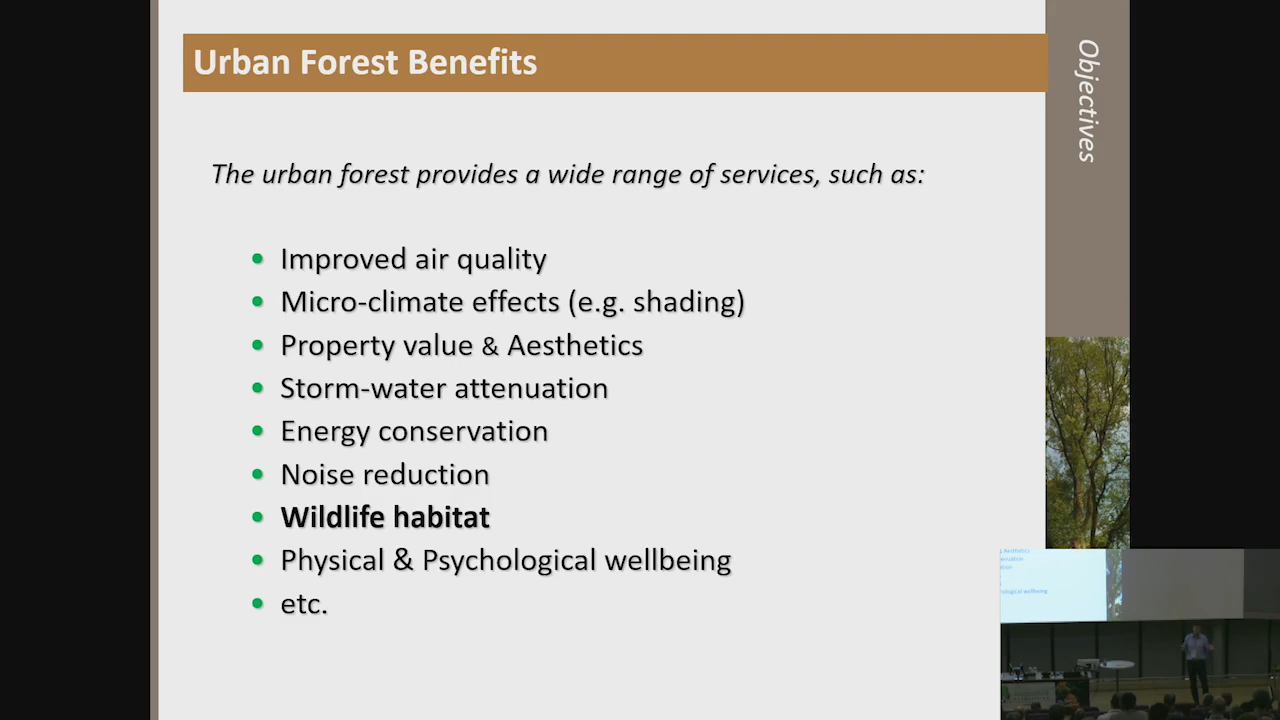 Urban Forest Benefits
Objectives
The urban forest provides a wide range of services, such as:
• Improved air quality
• Micro-climate effects (e.g. shading)
• Property value & Aesthetics
• Storm-water attenuation
• Energy conservation
• Noise reduction
• Wildlife habitat
• Physical & Psychological wellbeing
• etc.
Aesthetics